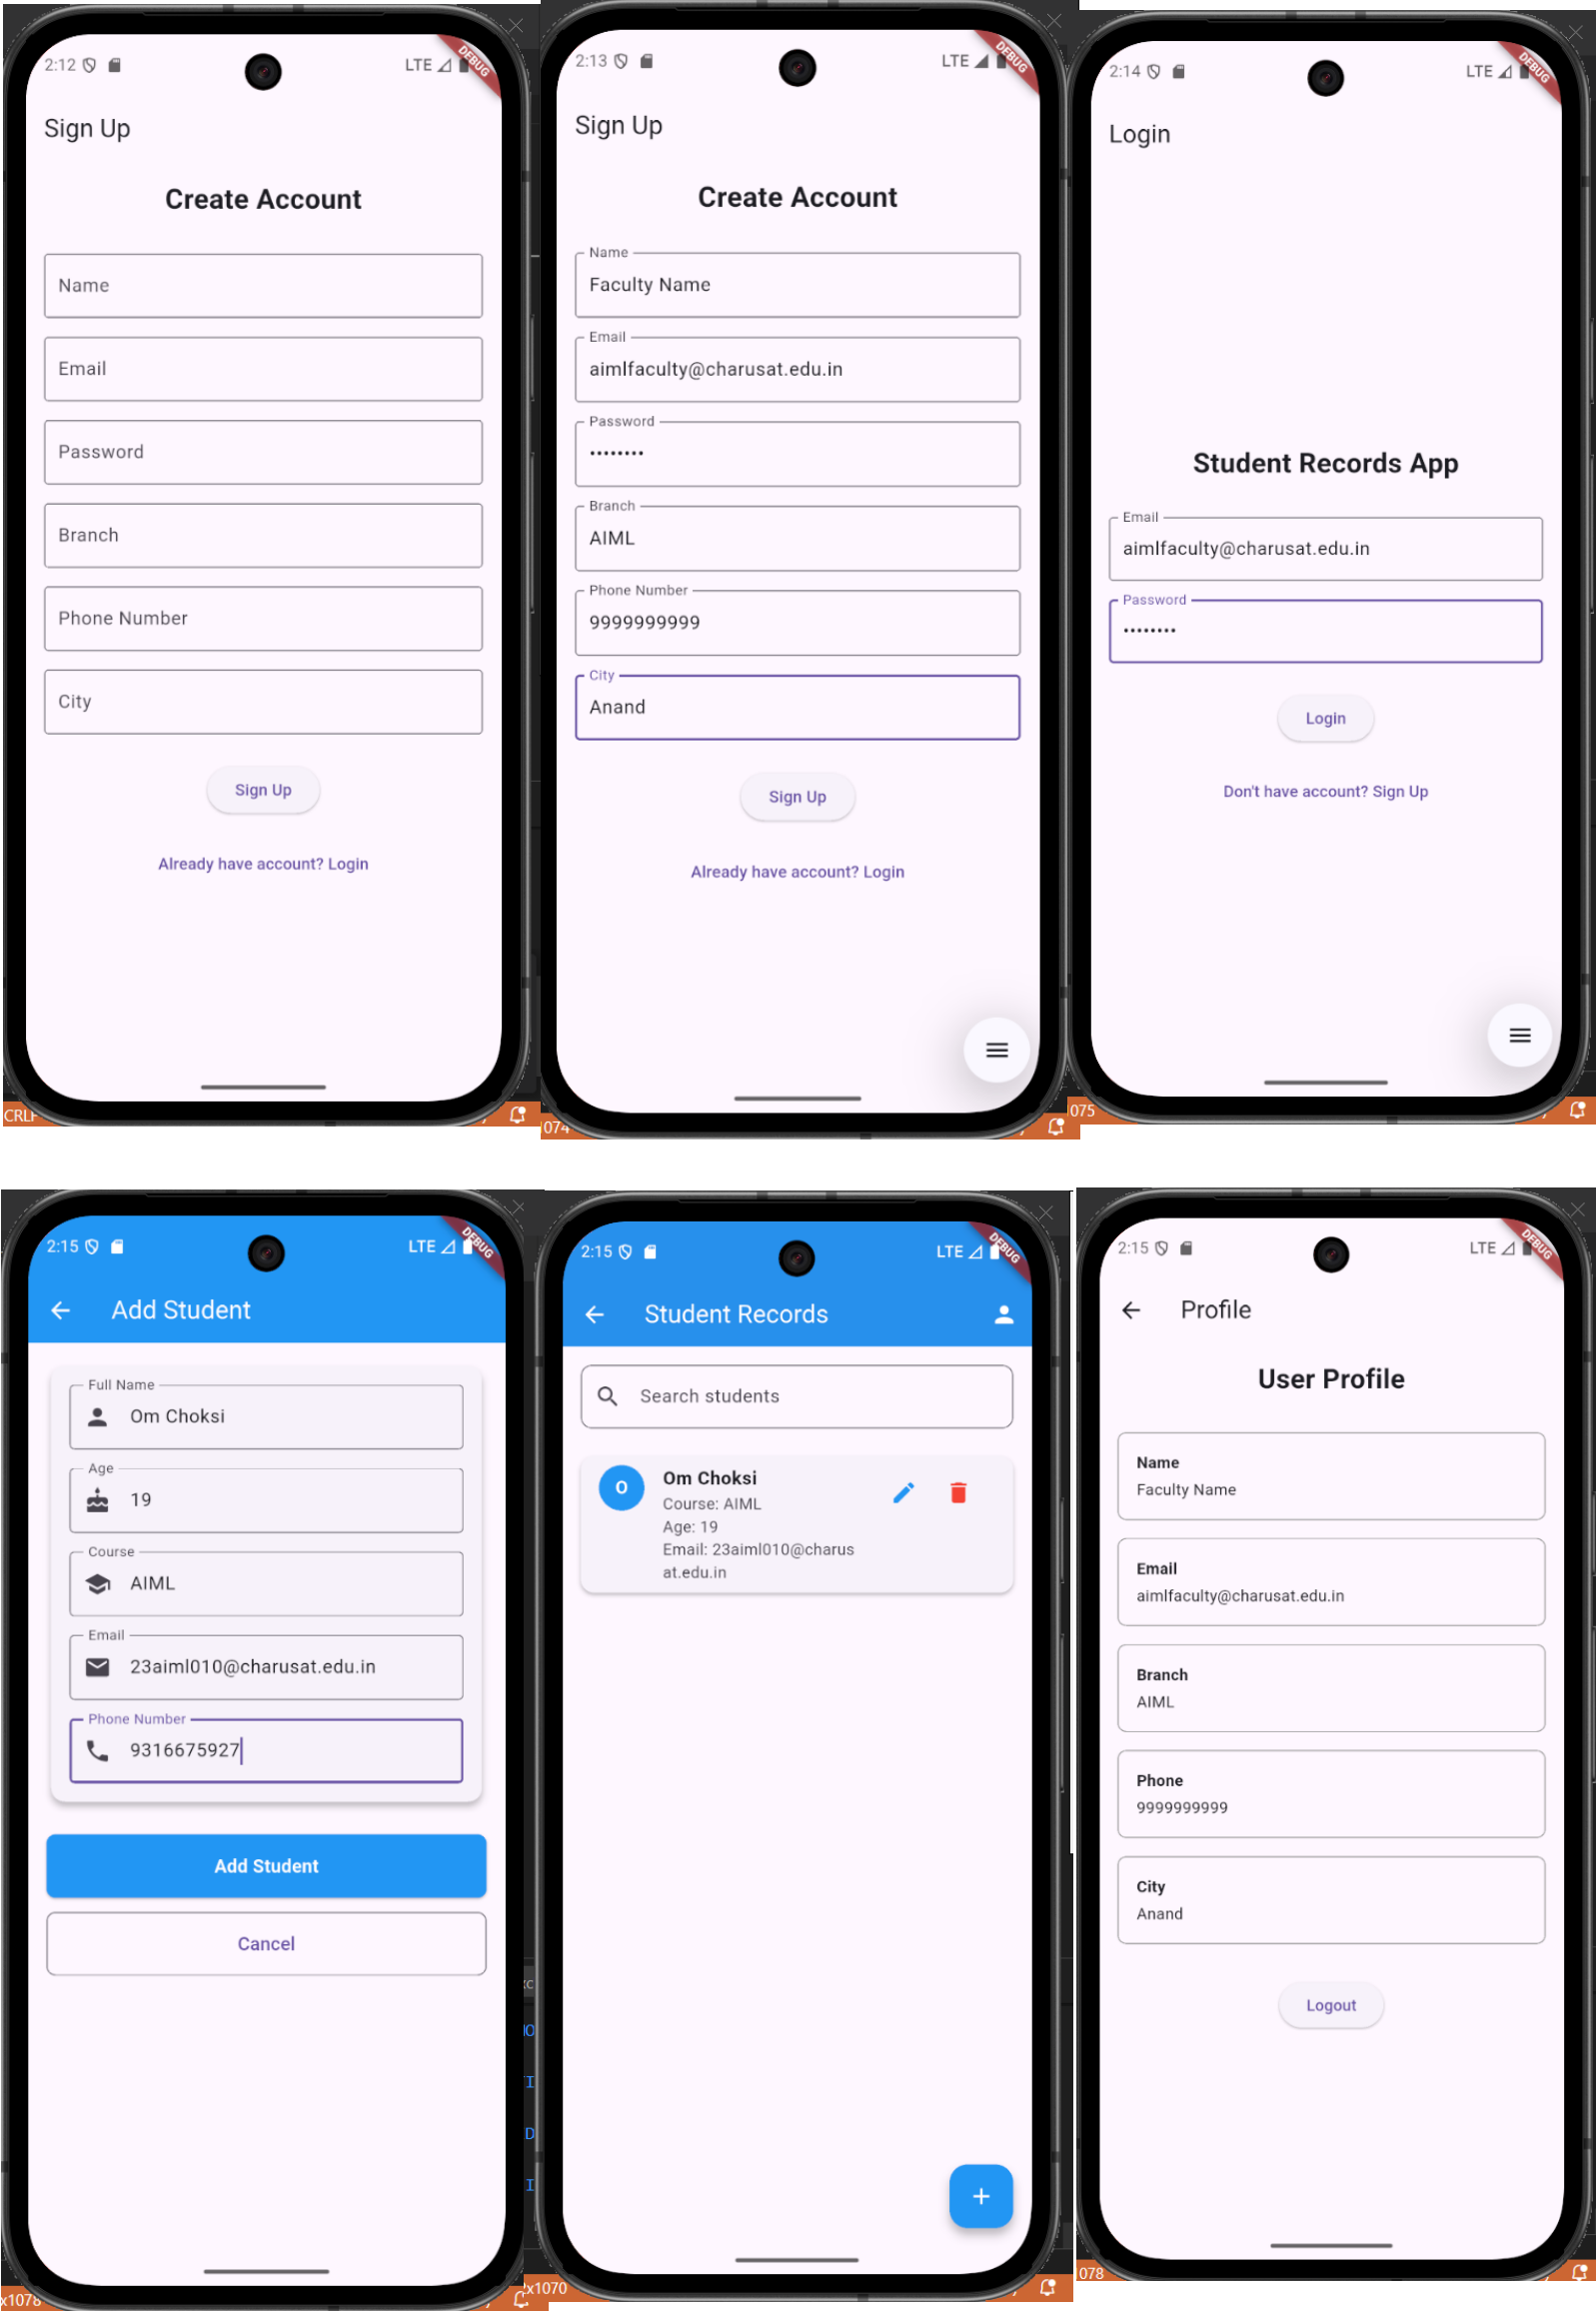 2:12
LTE
DEBUG
Sign Up
Create Account
Name
Email
Password
Branch
Phone Number
City
Sign Up
Already have account? Login
CRLF
2:13
LTE
DEBUG
Sign Up
Create Account
Name
Faculty Name
Email
aimlfaculty@charusat.edu.in
Password
••••••••
Branch
AIML
Phone Number
9999999999
City
Anand
Sign Up
Already have account? Login
074
2:14
LTE
DEBUG
Login
Student Records App
Email
aimlfaculty@charusat.edu.in
Password
••••••••
Login
Don't have account? Sign Up
075
2:15
LTE
DEBUG
Add Student
Full Name
Om Choksi
Age
19
Course
AIML
Email
23aiml010@charusat.edu.in
Phone Number
9316675927
Add Student
Cancel
x1078
2:15
LTE
DEBUG
Student Records
Search students
O
Om Choksi
Course: AIML
Age: 19
Email: 23aiml010@charus
at.edu.in
x1070
2:15
LTE
DEBUG
Profile
User Profile
Name
Faculty Name
Email
aimlfaculty@charusat.edu.in
Branch
AIML
Phone
9999999999
City
Anand
Logout
078